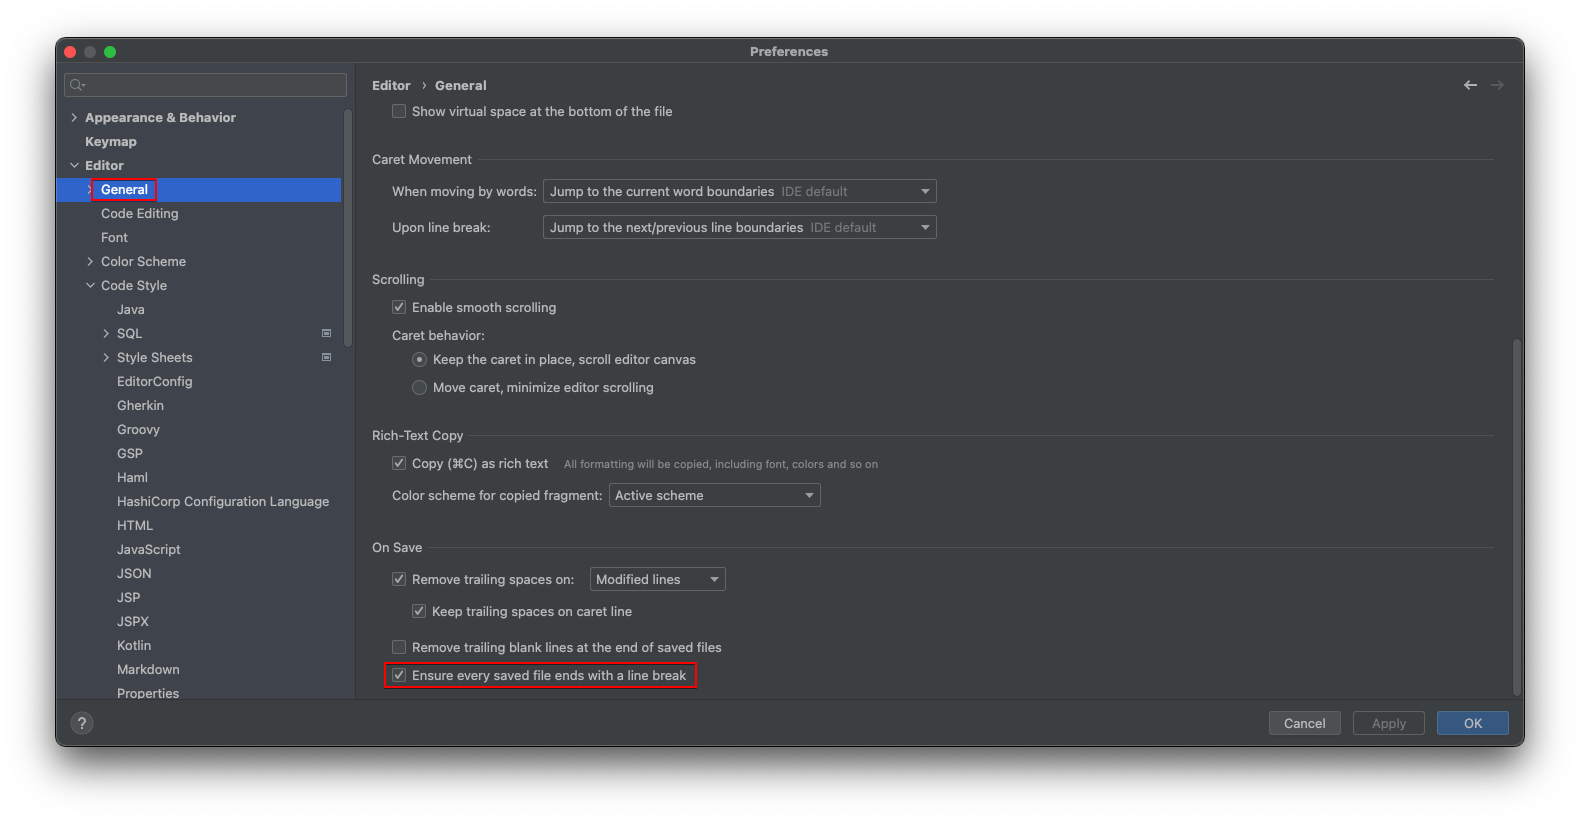 Preferences
Appearance & Behavior
Keymap
Editor
General
Code Editing
Font
Color Scheme
Code Style
Java
SQL
Style Sheets
EditorConfig
Gherkin
Groovy
GSP
Haml
HashiCorp Configuration Language
HTML
JavaScript
JSON
JSP
JSPX
Kotlin
Markdown
Properties
Editor › General
Show virtual space at the bottom of the file
Caret Movement
When moving by words: Jump to the current word boundaries IDE default
Upon line break: Jump to the next/previous line boundaries IDE default
Scrolling
Enable smooth scrolling
Caret behavior:
Keep the caret in place, scroll editor canvas
Move caret, minimize editor scrolling
Rich-Text Copy
Copy (⌘C) as rich text All formatting will be copied, including font, colors and so on
Color scheme for copied fragment: Active scheme
On Save
Remove trailing spaces on: Modified lines
Keep trailing spaces on caret line
Remove trailing blank lines at the end of saved files
Ensure every saved file ends with a line break
? Cancel Apply OK